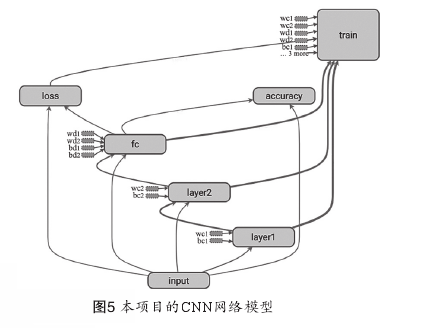 wc1
wc2
wd1
wd2
bc1
... 3 more
train
loss
accuracy
wd1
wd2
bd1
bd2
fc
wc2
bc2
layer2
wc1
bc1
layer1
input
图5 本项目的CNN网络模型